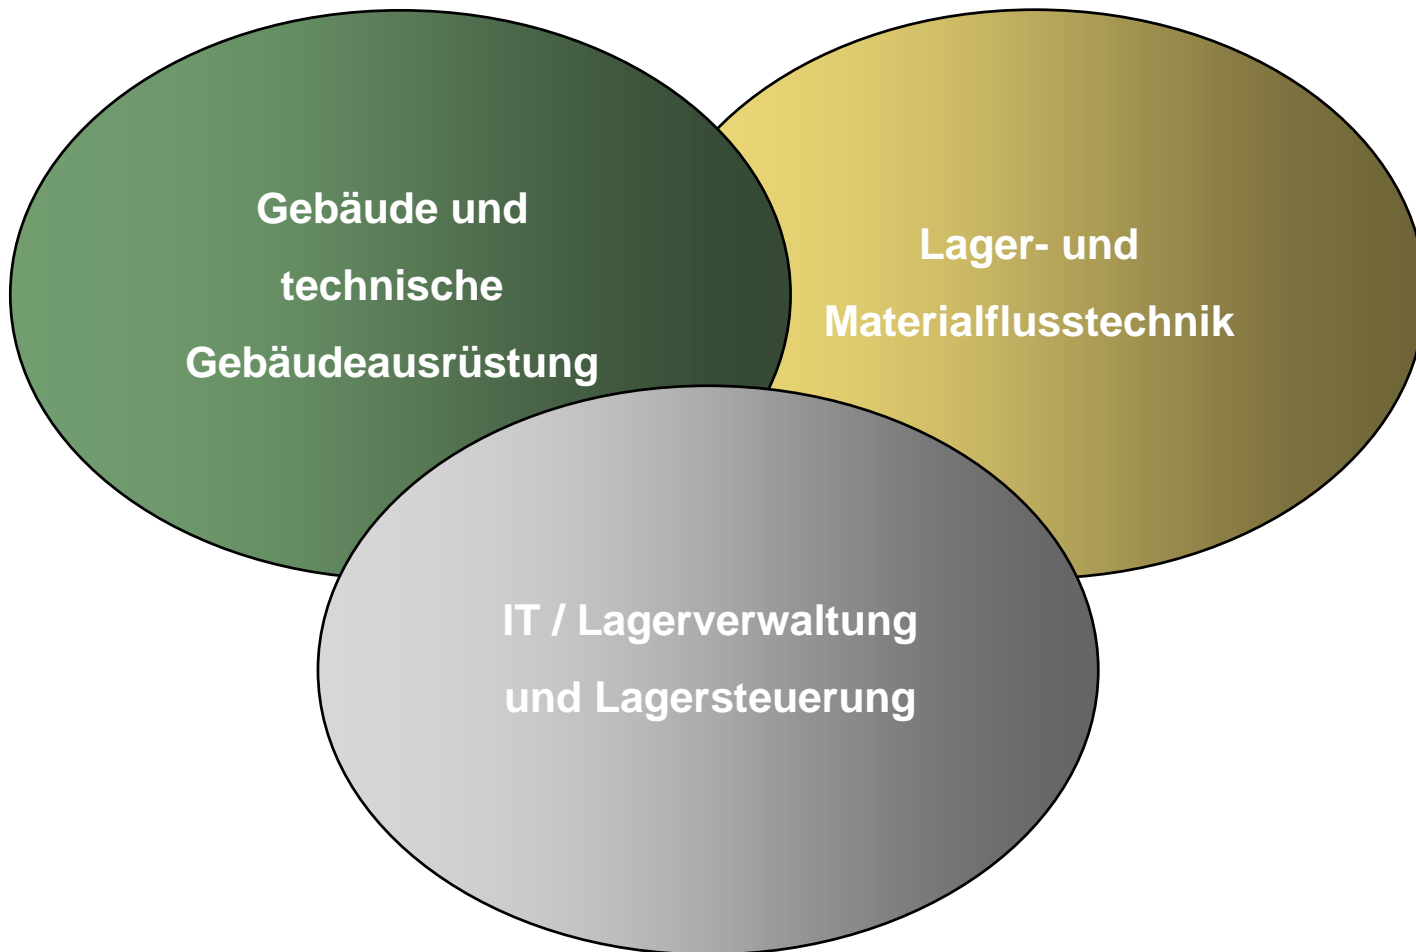 Gebäude und
technische
Gebäudeausrüstung
Lager- und
Materialflusstechnik
IT / Lagerverwaltung
und Lagersteuerung